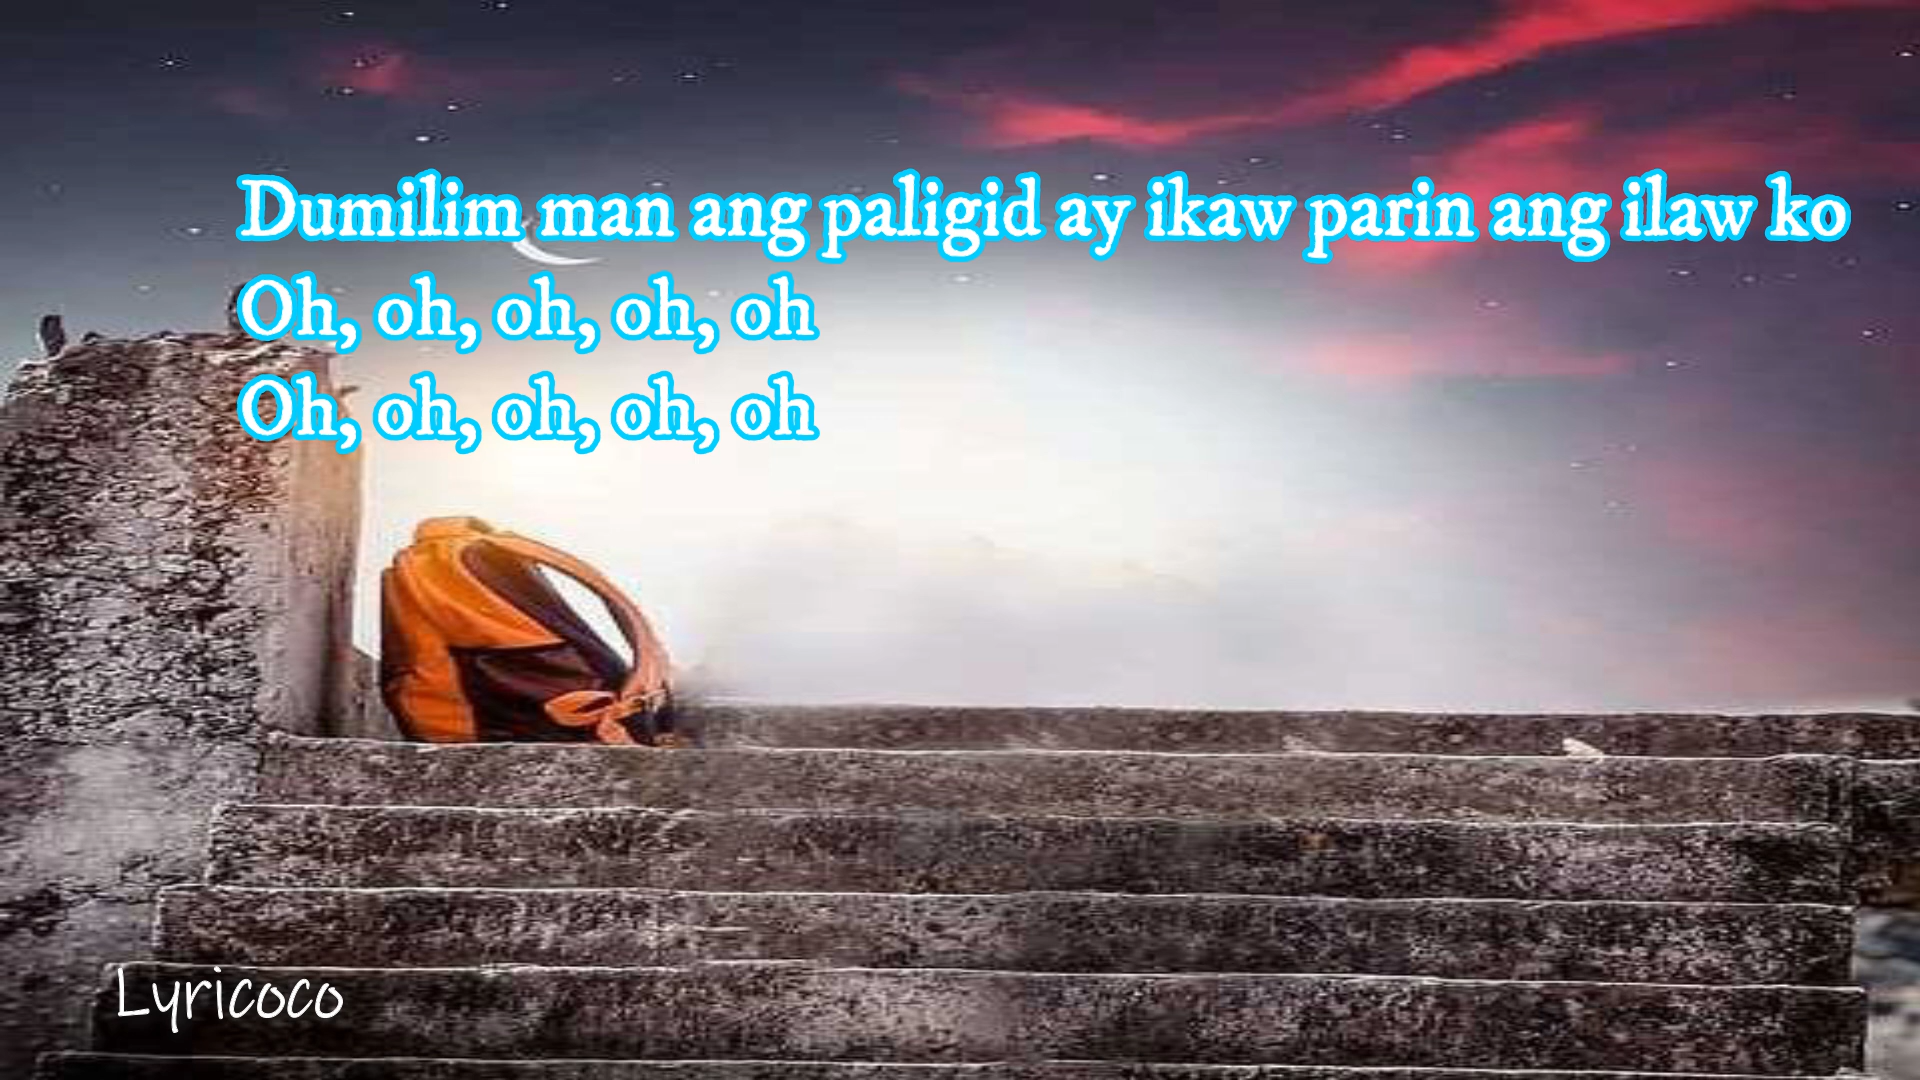 Dumilim man ang paligid ay ikaw parin ang ilaw ko
Oh, oh, oh, oh, oh
Oh, oh, oh, oh, oh
Lyricoco